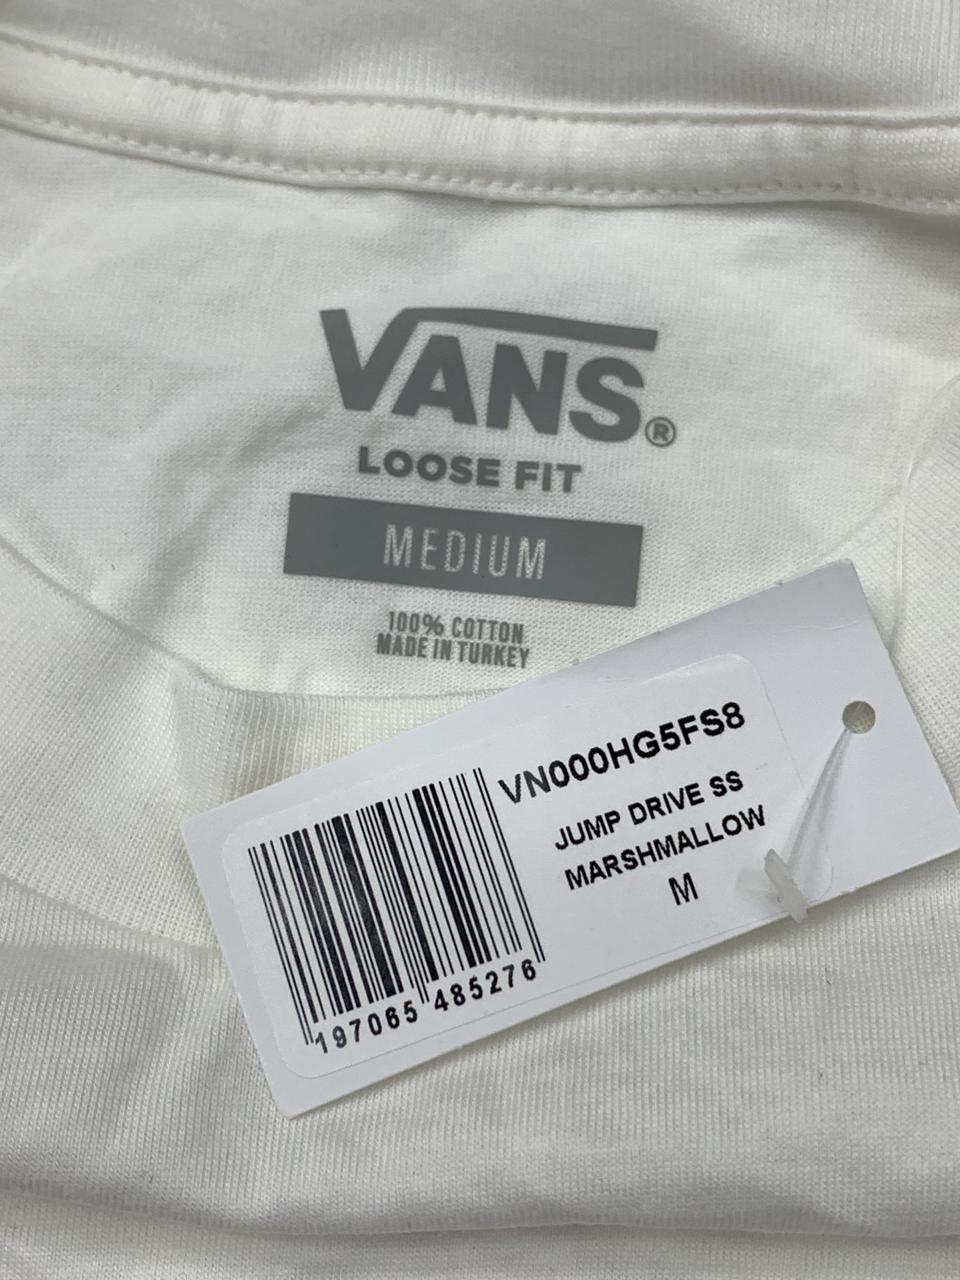 VANS®
LOOSE FIT
MEDIUM
100% COTTON
MADE IN TURKEY
VN000HG5FS8
JUMP DRIVE SS
MARSHMALLOW
M
197065 485276